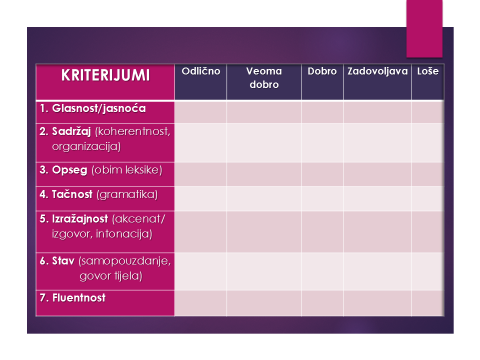 KRITERIJUMI
Odlično
Veoma
dobro
Dobro
Zadovoljava
Loše
1. Glasnost/jasnoća
2. Sadržaj (koherentnost,
organizacija)
3. Opseg (obim leksike)
4. Tačnost (gramatika)
5. Izražajnost (akcenat/
izgovor, intonacija)
6. Stav (samopouzdanje,
govor tijela)
7. Fluentnost